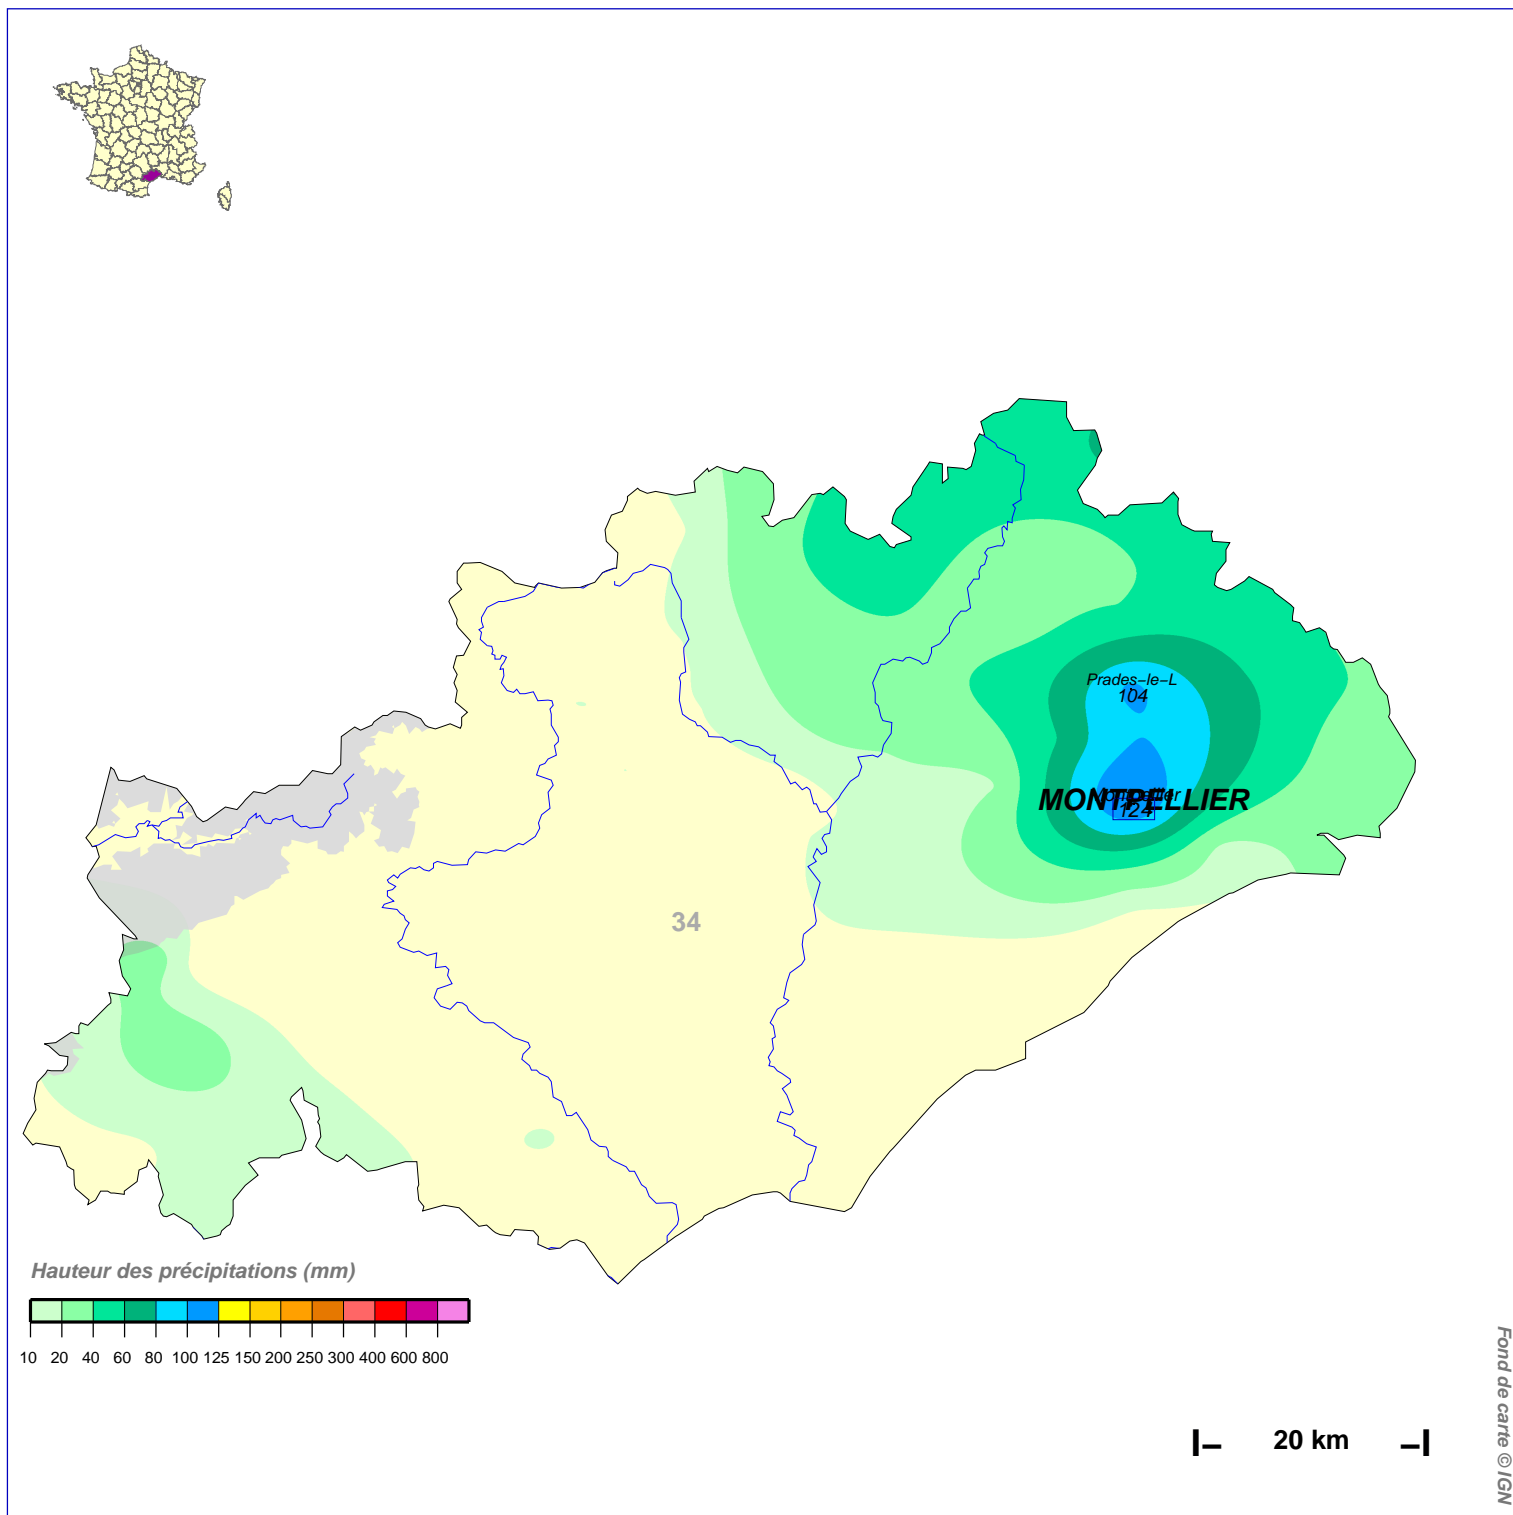 Prades-le-L
104
MONTPELLIER
124
34
Hauteur des précipitations (mm)
10 20 40 60 80 100 125 150 200 250 300 400 600 800
20 km
Fond de carte © IGN